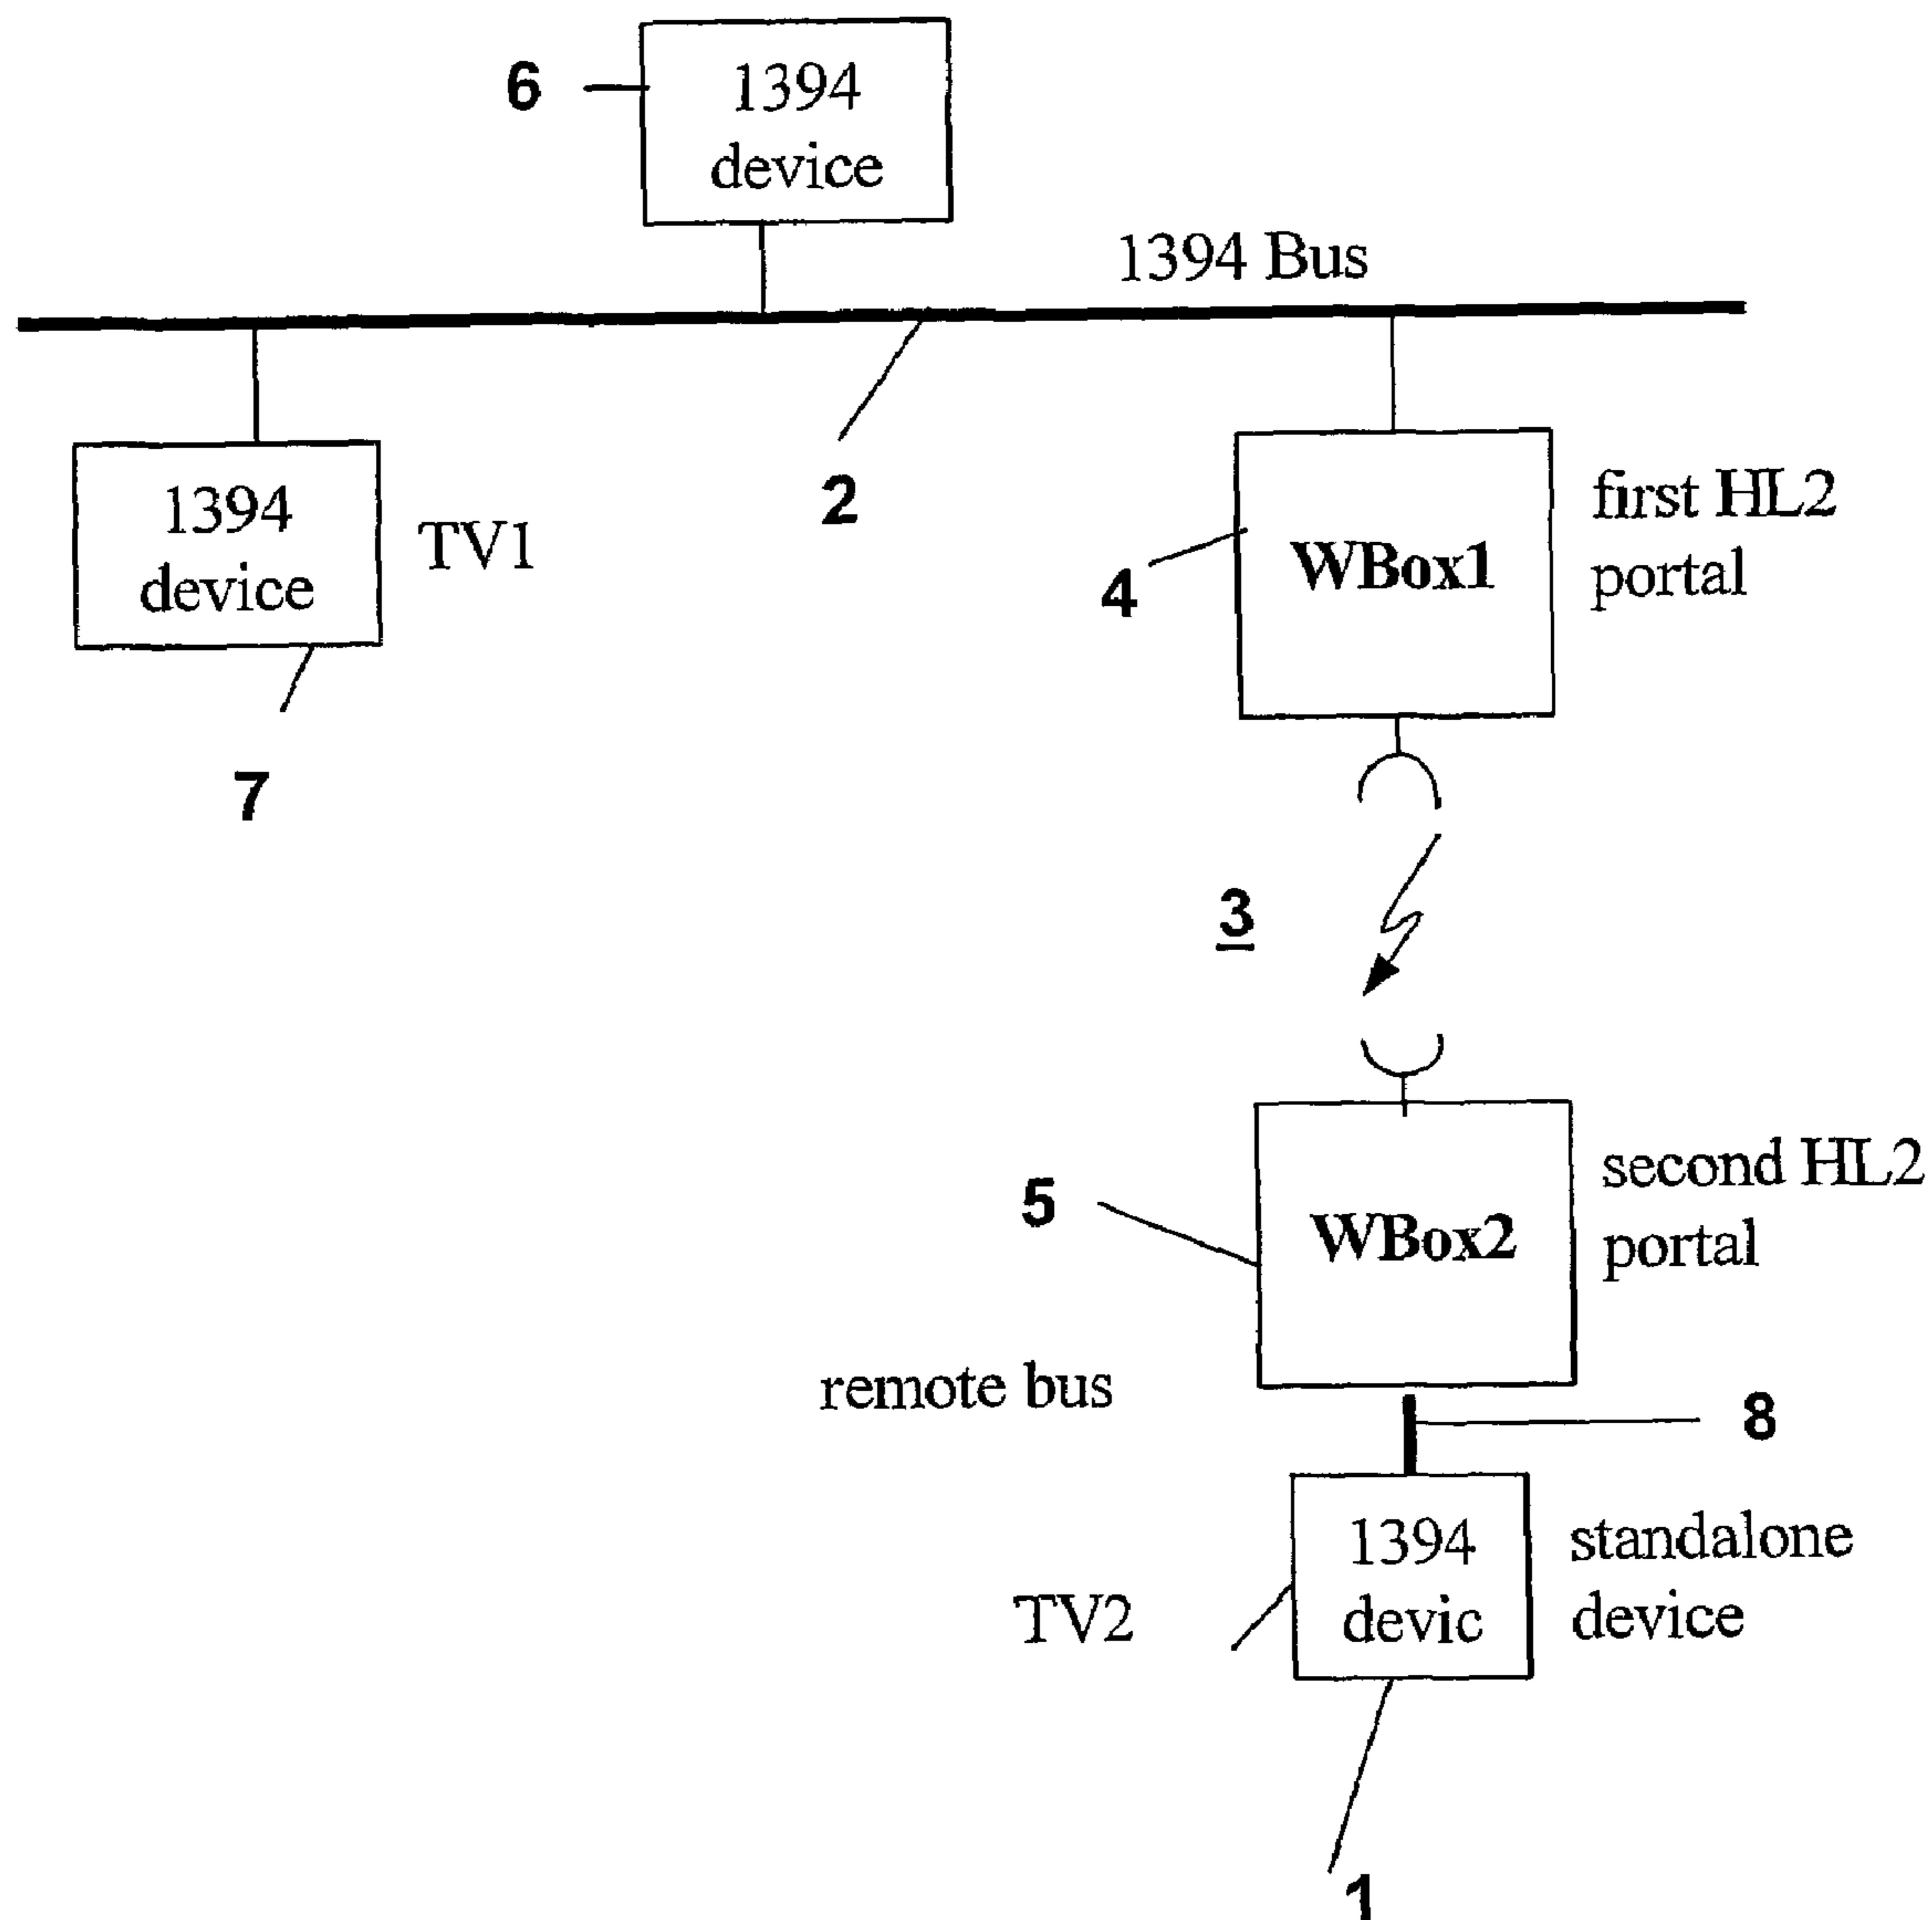 6
1394
device
1394 Bus
2
1394
device
TV1
7
4
WBox1
first HL2
portal
3
5
WBox2
second HL2
portal
remote bus
8
TV2
1394
devic
standalone
device
1